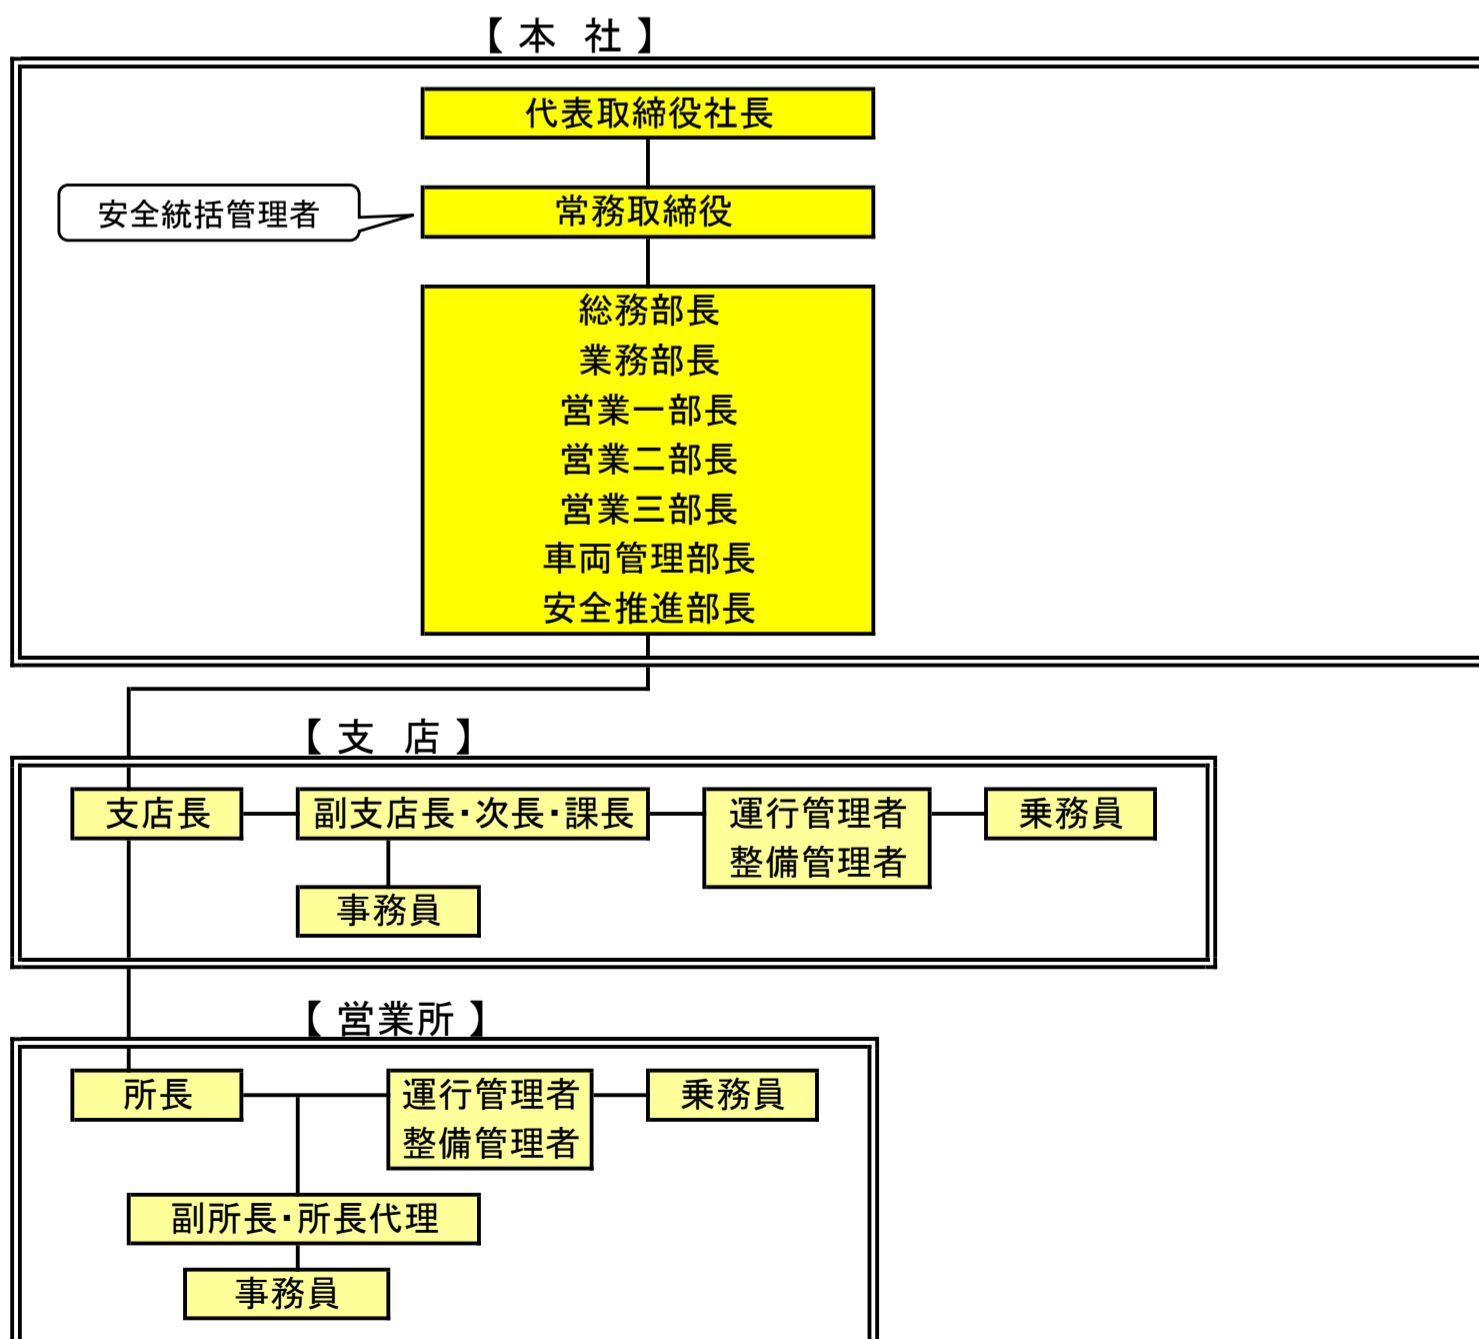 【 本 社 】
代表取締役社長
安全統括管理者
常務取締役
総務部長
業務部長
営業一部長
営業二部長
営業三部長
車両管理部長
安全推進部長
【 支 店 】
支店長
副支店長・次長・課長
運行管理者
整備管理者
乗務員
事務員
【 営業所 】
所長
運行管理者
整備管理者
乗務員
副所長・所長代理
事務員